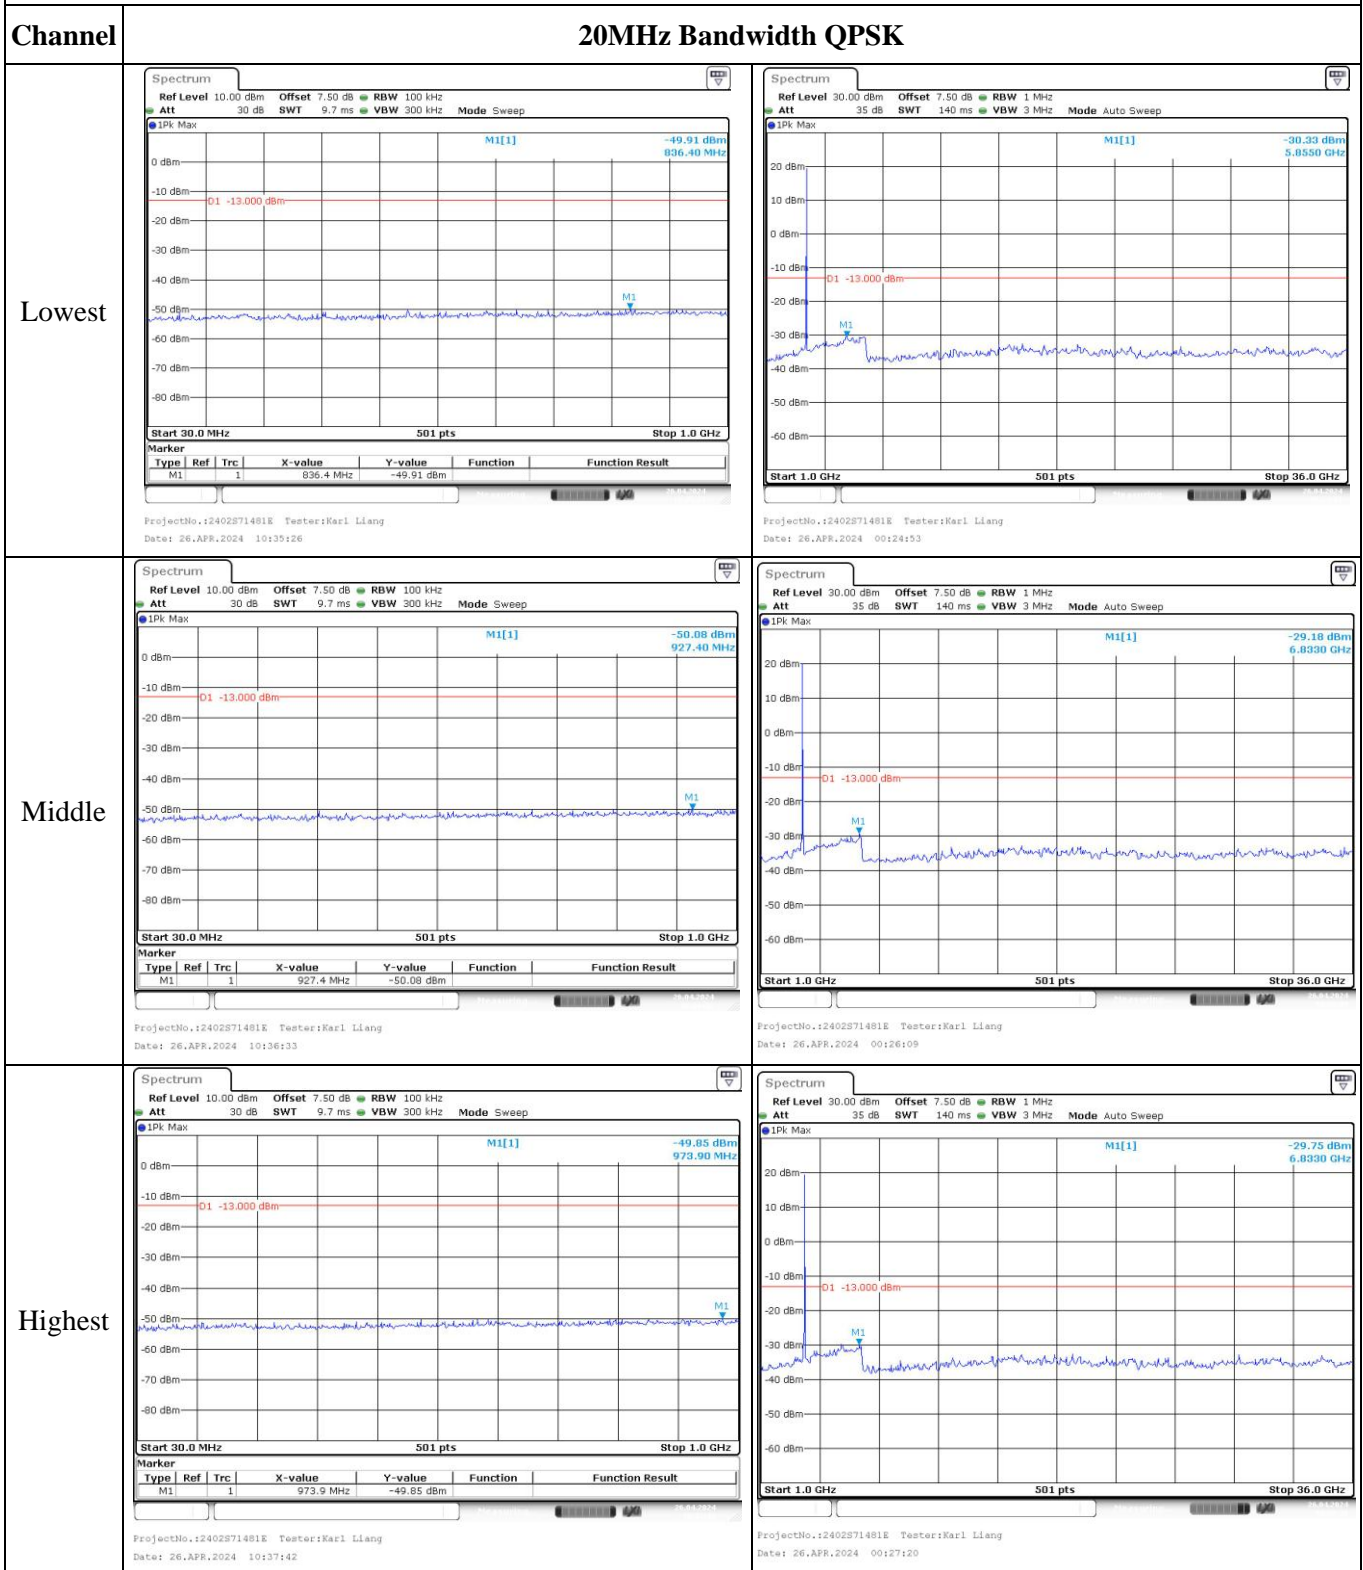 Channel
20MHz Bandwidth QPSK
Lowest
Spectrum
Ref Level 10.00 dBm Offset 7.50 dB RBW 100 kHz
Att 30 dB SWT 9.7 ms VBW 300 kHz Mode Sweep
1Pk Max
M1[1] -49.91 dBm
836.40 MHz
0 dBm
-10 dBm
D1 -13.000 dBm
-20 dBm
-30 dBm
-40 dBm
M1
-50 dBm
-60 dBm
-70 dBm
-80 dBm
Start 30.0 MHz 501 pts Stop 1.0 GHz
Marker
Type Ref Trc X-value Y-value Function Function Result
M1 1 836.4 MHz -49.91 dBm
ProjectNo.:2402S71481E Tester:Karl Liang
Date: 26.APR.2024 10:35:26
Spectrum
Ref Level 30.00 dBm Offset 7.50 dB RBW 1 MHz
Att 35 dB SWT 140 ms VBW 3 MHz Mode Auto Sweep
1Pk Max
M1[1] -30.33 dBm
5.8550 GHz
20 dBm
10 dBm
0 dBm
-10 dBm
D1 -13.000 dBm
-20 dBm
M1
-30 dBm
-40 dBm
-50 dBm
-60 dBm
Start 1.0 GHz 501 pts Stop 36.0 GHz
ProjectNo.:2402S71481E Tester:Karl Liang
Date: 26.APR.2024 00:24:53
Middle
Spectrum
Ref Level 10.00 dBm Offset 7.50 dB RBW 100 kHz
Att 30 dB SWT 9.7 ms VBW 300 kHz Mode Sweep
1Pk Max
M1[1] -50.08 dBm
927.40 MHz
0 dBm
-10 dBm
D1 -13.000 dBm
-20 dBm
-30 dBm
-40 dBm
M1
-50 dBm
-60 dBm
-70 dBm
-80 dBm
Start 30.0 MHz 501 pts Stop 1.0 GHz
Marker
Type Ref Trc X-value Y-value Function Function Result
M1 1 927.4 MHz -50.08 dBm
ProjectNo.:2402S71481E Tester:Karl Liang
Date: 26.APR.2024 10:36:33
Spectrum
Ref Level 30.00 dBm Offset 7.50 dB RBW 1 MHz
Att 35 dB SWT 140 ms VBW 3 MHz Mode Auto Sweep
1Pk Max
M1[1] -29.18 dBm
6.8330 GHz
20 dBm
10 dBm
0 dBm
-10 dBm
D1 -13.000 dBm
-20 dBm
M1
-30 dBm
-40 dBm
-50 dBm
-60 dBm
Start 1.0 GHz 501 pts Stop 36.0 GHz
ProjectNo.:2402S71481E Tester:Karl Liang
Date: 26.APR.2024 00:26:09
Highest
Spectrum
Ref Level 10.00 dBm Offset 7.50 dB RBW 100 kHz
Att 30 dB SWT 9.7 ms VBW 300 kHz Mode Sweep
1Pk Max
M1[1] -49.85 dBm
973.90 MHz
0 dBm
-10 dBm
D1 -13.000 dBm
-20 dBm
-30 dBm
-40 dBm
M1
-50 dBm
-60 dBm
-70 dBm
-80 dBm
Start 30.0 MHz 501 pts Stop 1.0 GHz
Marker
Type Ref Trc X-value Y-value Function Function Result
M1 1 973.9 MHz -49.85 dBm
ProjectNo.:2402S71481E Tester:Karl Liang
Date: 26.APR.2024 10:37:42
Spectrum
Ref Level 30.00 dBm Offset 7.50 dB RBW 1 MHz
Att 35 dB SWT 140 ms VBW 3 MHz Mode Auto Sweep
1Pk Max
M1[1] -29.75 dBm
6.8330 GHz
20 dBm
10 dBm
0 dBm
-10 dBm
D1 -13.000 dBm
-20 dBm
M1
-30 dBm
-40 dBm
-50 dBm
-60 dBm
Start 1.0 GHz 501 pts Stop 36.0 GHz
ProjectNo.:2402S71481E Tester:Karl Liang
Date: 26.APR.2024 00:27:20